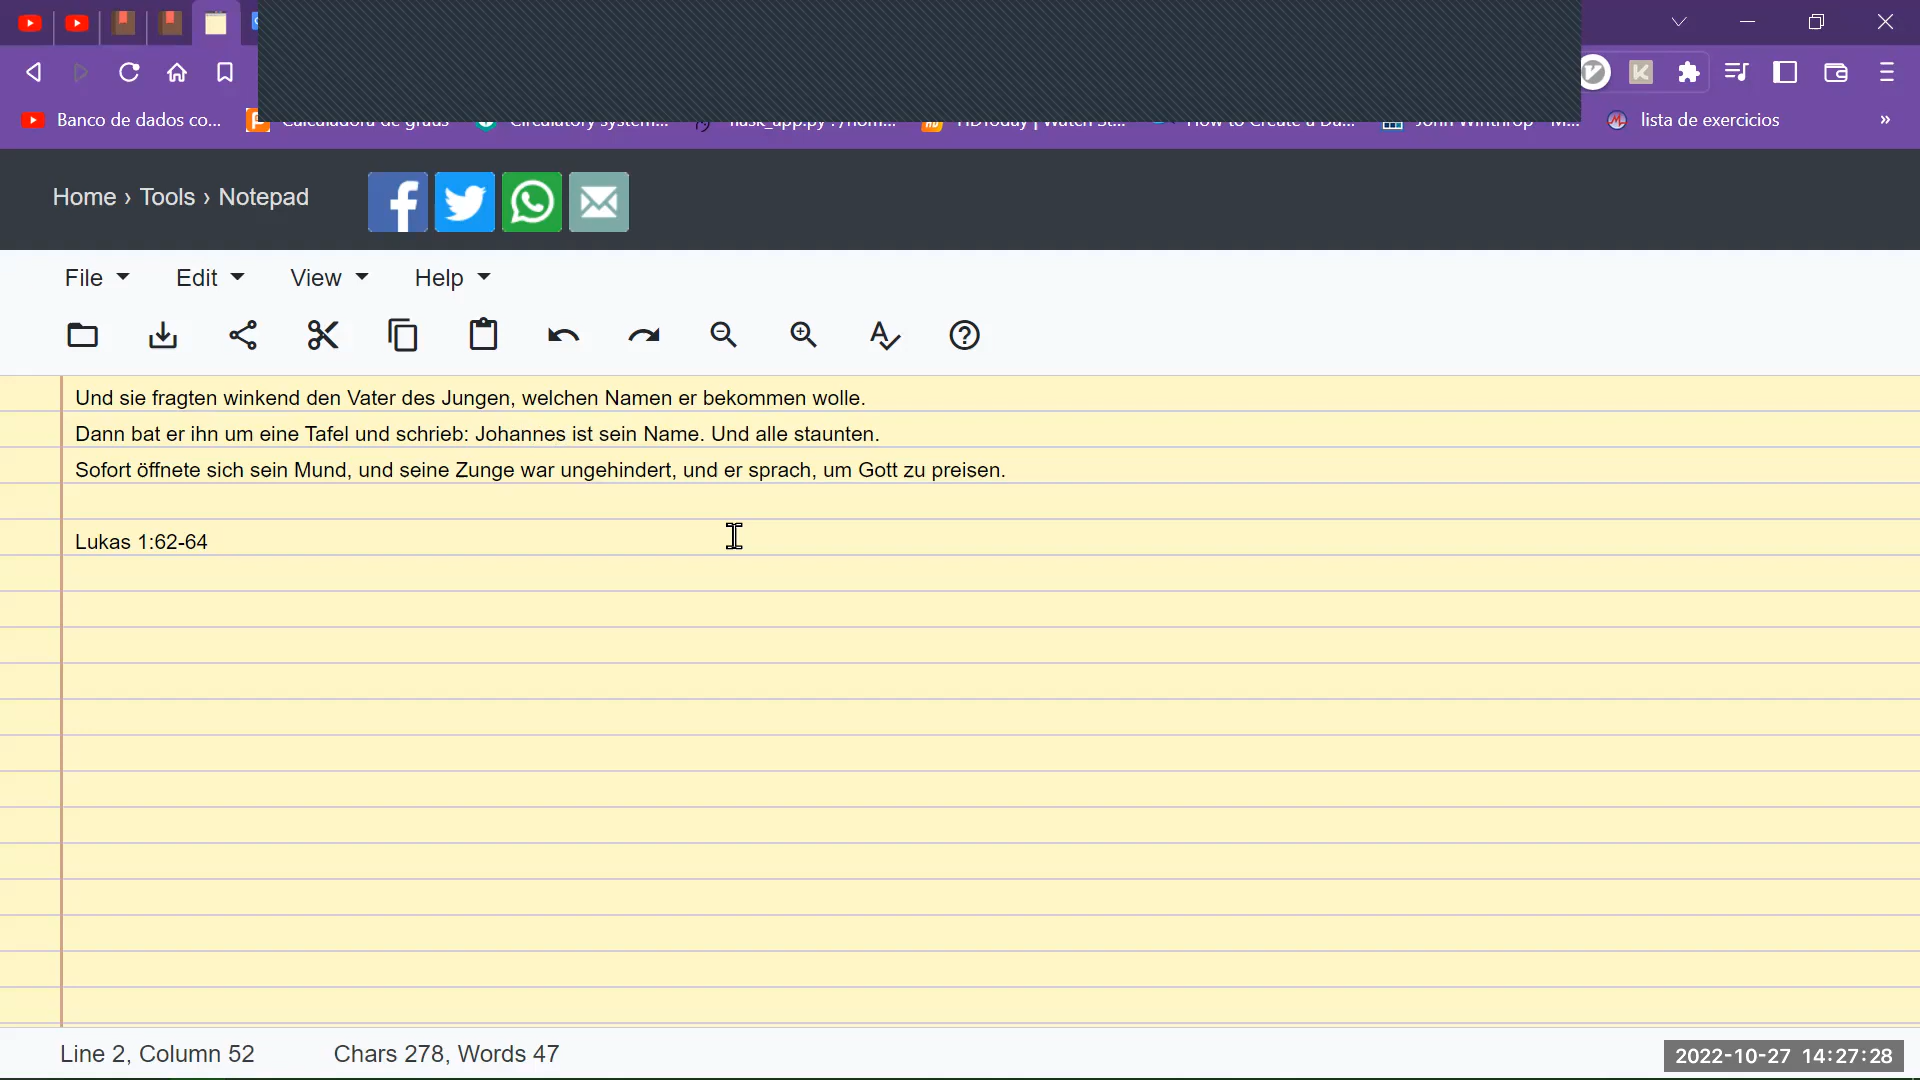 Banco de dados co...
lista de exercicios
»
Home › Tools › Notepad
File Edit View Help
Und sie fragten winkend den Vater des Jungen, welchen Namen er bekommen wolle.
Dann bat er ihn um eine Tafel und schrieb: Johannes ist sein Name. Und alle staunten.
Sofort öffnete sich sein Mund, und seine Zunge war ungehindert, und er sprach, um Gott zu preisen.
Lukas 1:62-64
Line 2, Column 52 Chars 278, Words 47
2022-10-27 14:27:28